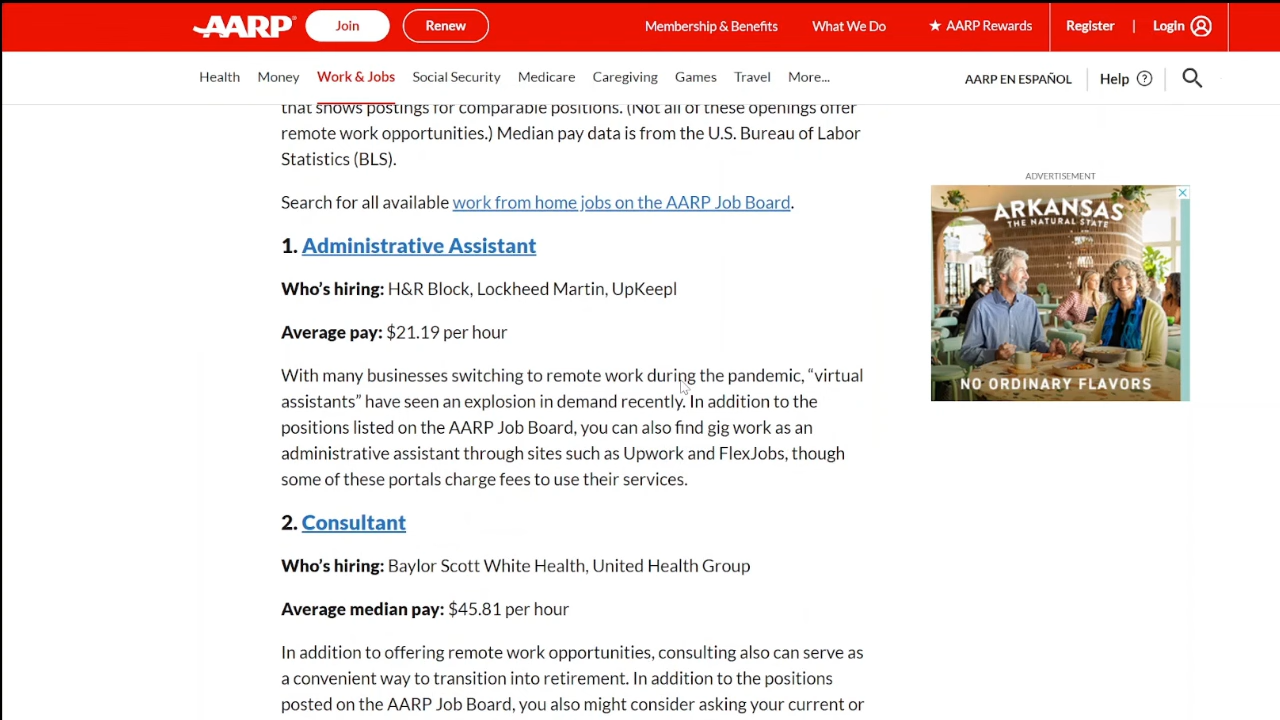 AARP
Join
Renew
Membership & Benefits
What We Do
★ AARP Rewards
Register
|
Login
Health
Money
Work & Jobs
Social Security
Medicare
Caregiving
Games
Travel
More...
AARP EN ESPAÑOL
Help ?
that shows postings for comparable positions. (Not all of these openings offer
remote work opportunities.) Median pay data is from the U.S. Bureau of Labor
Statistics (BLS).
Search for all available work from home jobs on the AARP Job Board.
1. Administrative Assistant
Who’s hiring: H&R Block, Lockheed Martin, UpKeepl
Average pay: $21.19 per hour
With many businesses switching to remote work during the pandemic, “virtual
assistants” have seen an explosion in demand recently. In addition to the
positions listed on the AARP Job Board, you can also find gig work as an
administrative assistant through sites such as Upwork and FlexJobs, though
some of these portals charge fees to use their services.
2. Consultant
Who’s hiring: Baylor Scott White Health, United Health Group
Average median pay: $45.81 per hour
In addition to offering remote work opportunities, consulting also can serve as
a convenient way to transition into retirement. In addition to the positions
posted on the AARP Job Board, you also might consider asking your current or
ADVERTISEMENT
ARKANSAS
THE NATURAL STATE
NO ORDINARY FLAVORS